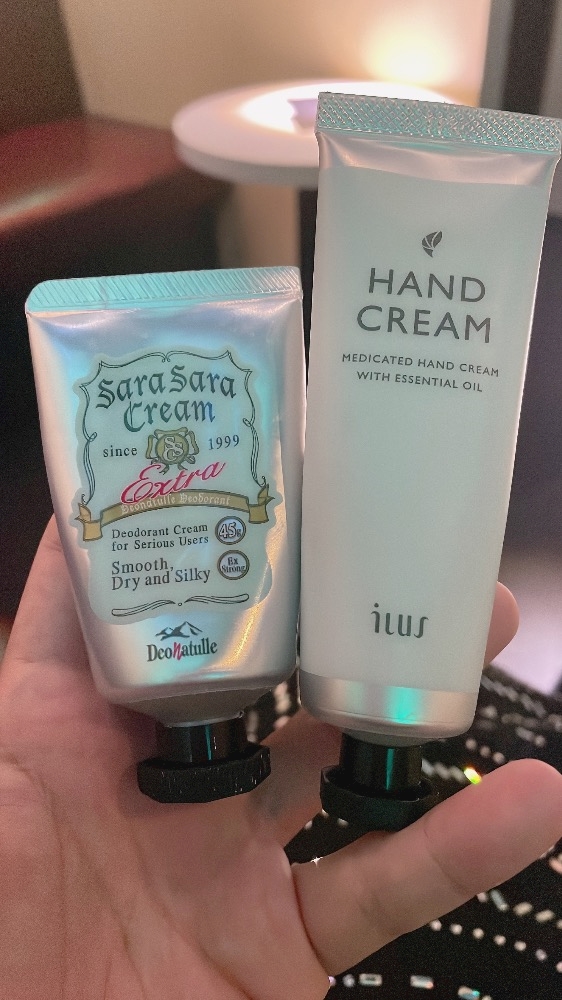 Sara Sara
Cream
since 1999
S
Extra
Deonatulle Deodorant
Deodorant Cream
for Serious Users
45g
Smooth,
Dry and Silky
Ex
Strong
DeoNatulle
HAND
CREAM
MEDICATED HAND CREAM
WITH ESSENTIAL OIL
ilus